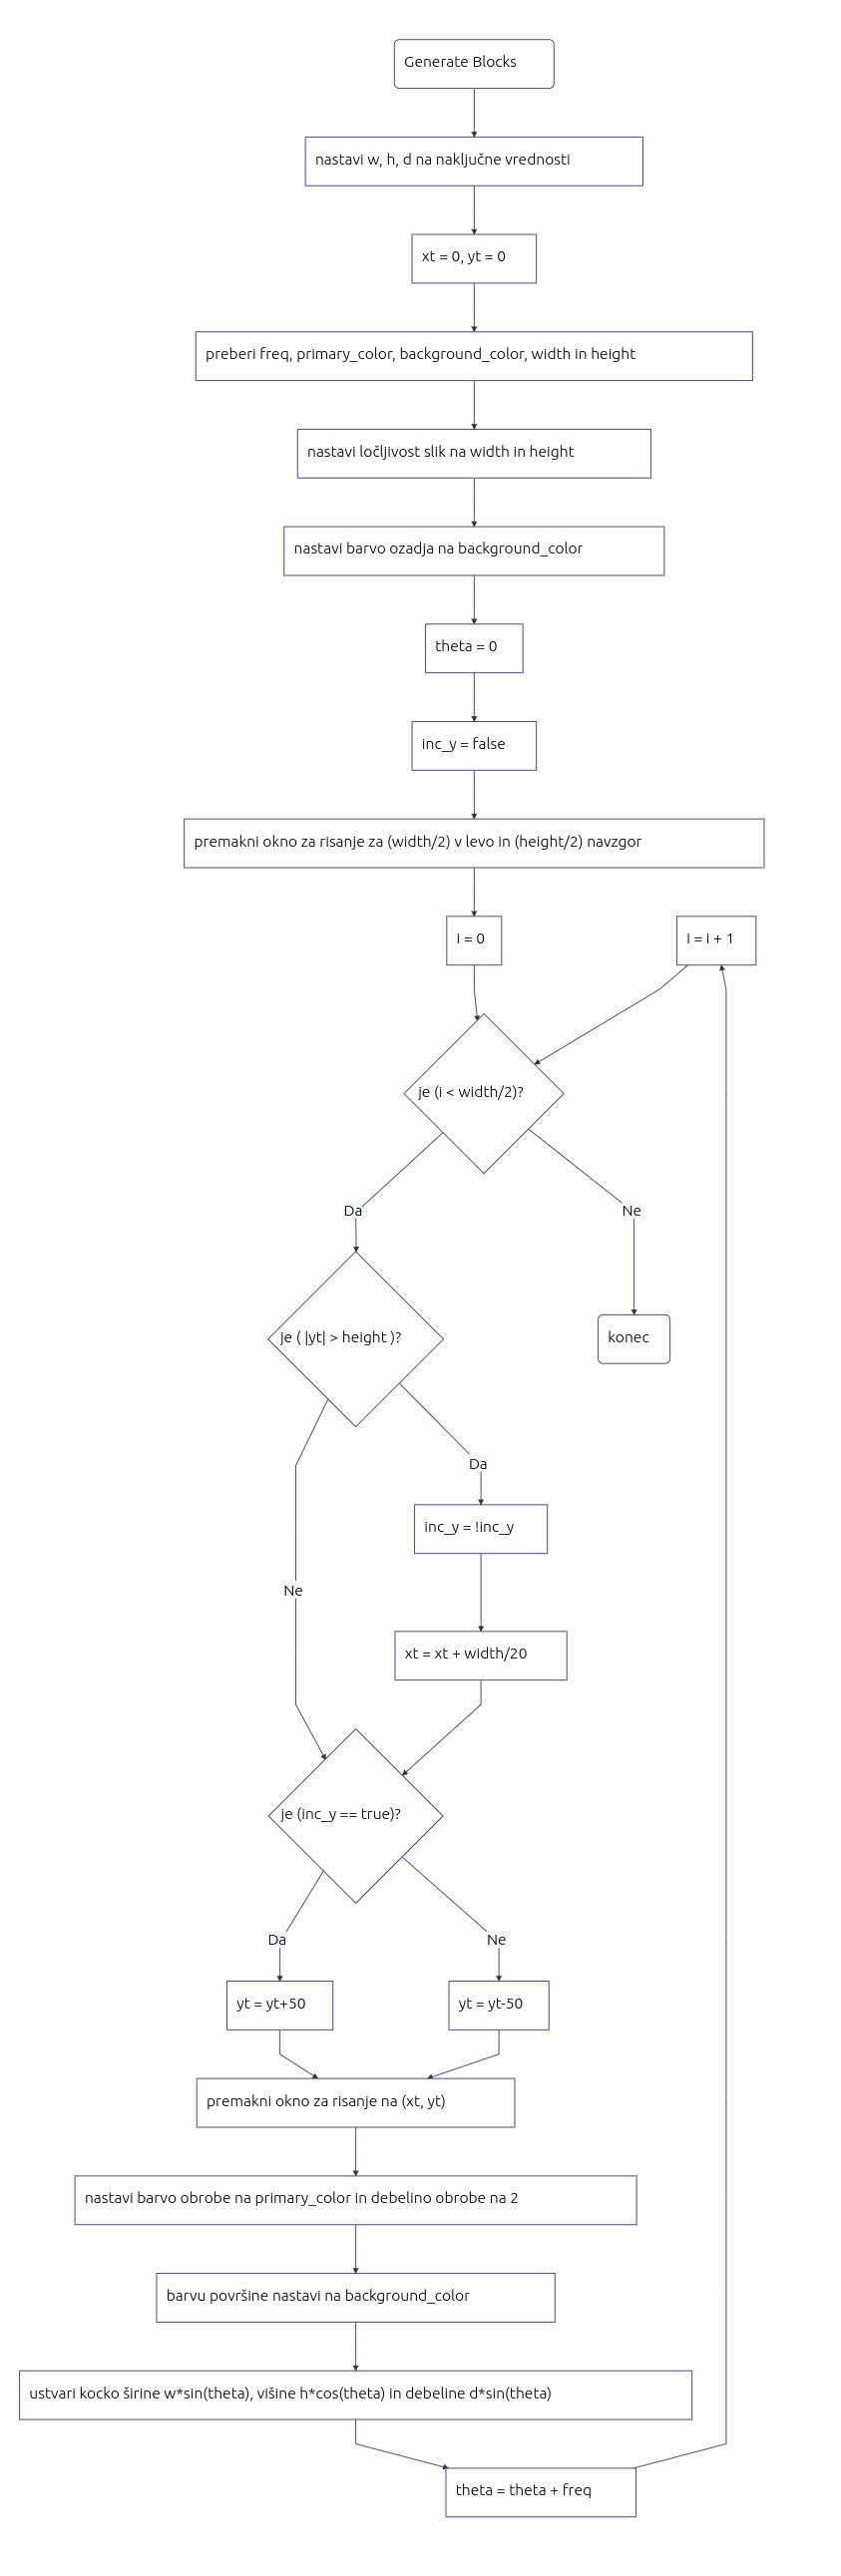 Generate Blocks
nastavi w, h, d na naključne vrednosti
xt = 0, yt = 0
preberi freq, primary_color, background_color, width in height
nastavi ločljivost slik na width in height
nastavi barvo ozadja na background_color
theta = 0
inc_y = false
premakni okno za risanje za (width/2) v levo in (height/2) navzgor
i = 0
i = i + 1
je (i < width/2)?
Da
Ne
je ( |yt| > height )?
konec
Da
inc_y = !inc_y
Ne
xt = xt + width/20
je (inc_y == true)?
Da
Ne
yt = yt+50
yt = yt-50
premakni okno za risanje na (xt, yt)
nastavi barvo obrobe na primary_color in debelino obrobe na 2
barvu površine nastavi na background_color
ustvari kocko širine w*sin(theta), višine h*cos(theta) in debeline d*sin(theta)
theta = theta + freq